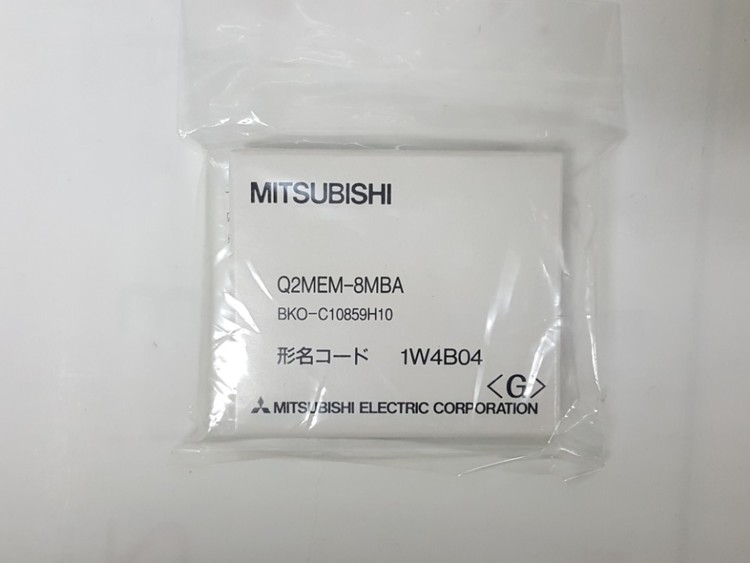 MITSUBISHI
Q2MEM-8MBA
BKO-C10859H10
形名コード 1W4B04
<G>
MITSUBISHI ELECTRIC CORPORATION